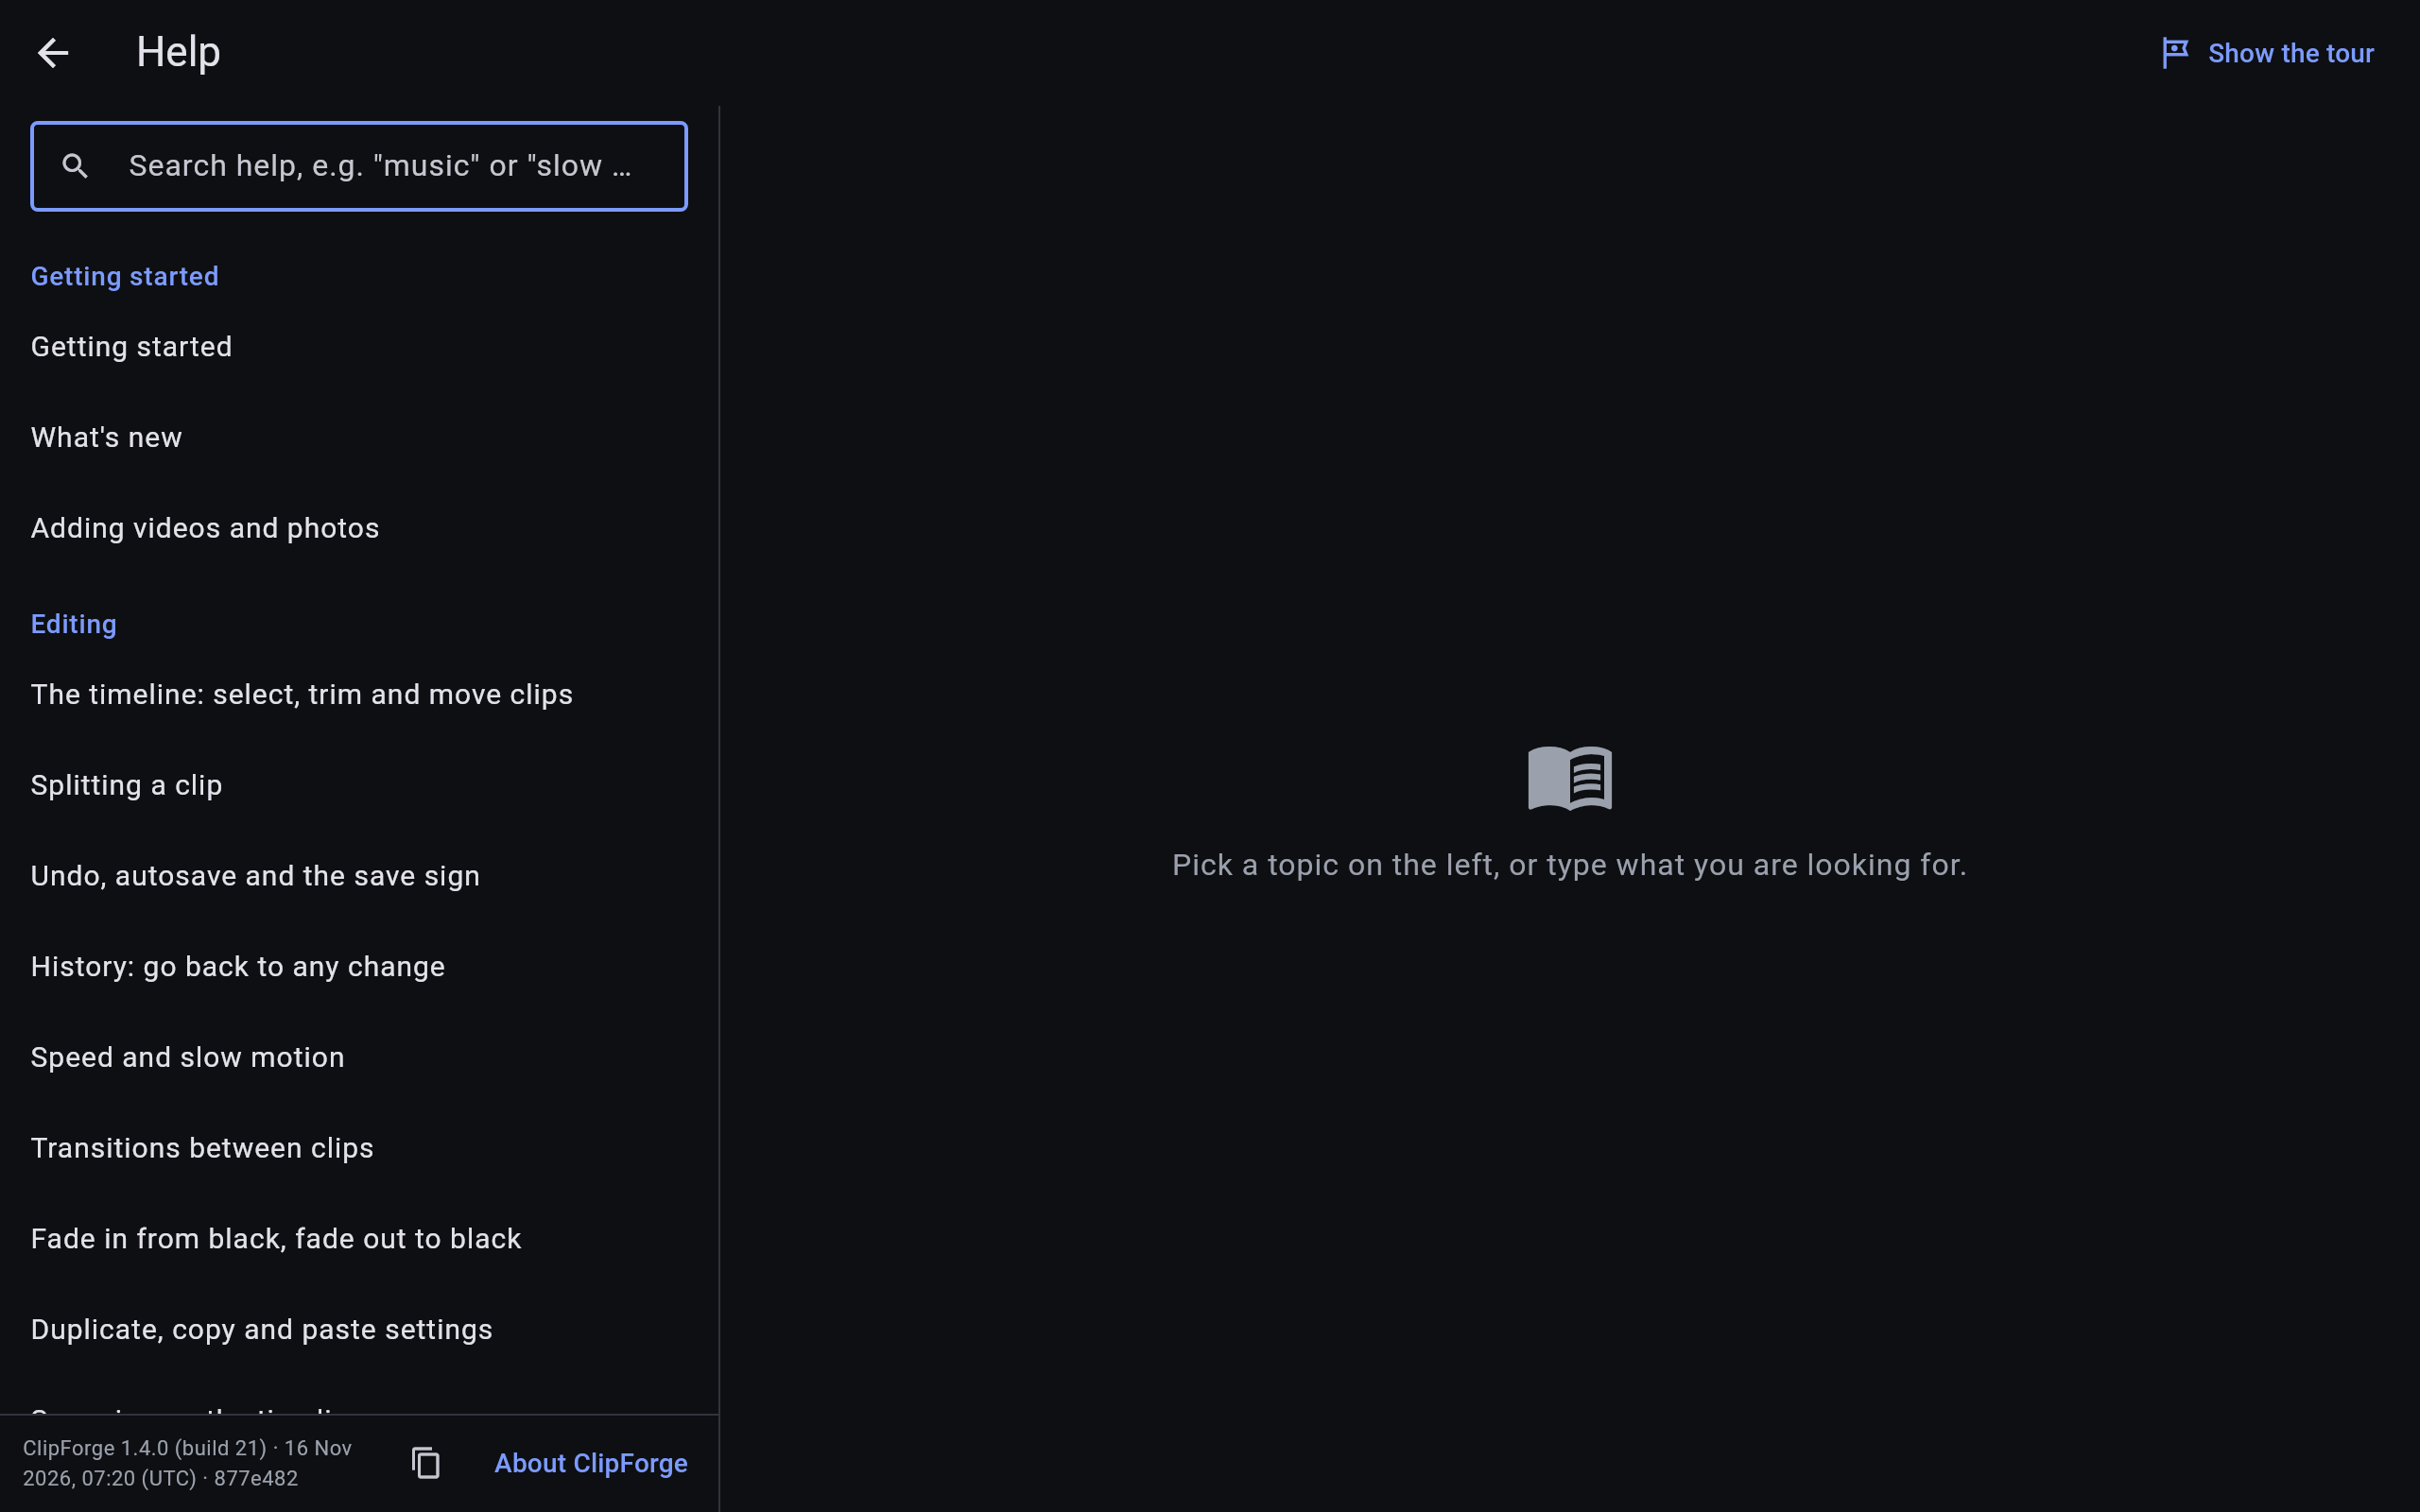 Help
Show the tour
Search help, e.g. "music" or "slow …
Getting started
Getting started
What's new
Adding videos and photos
Editing
The timeline: select, trim and move clips
Splitting a clip
Undo, autosave and the save sign
History: go back to any change
Speed and slow motion
Transitions between clips
Fade in from black, fade out to black
Duplicate, copy and paste settings
Pick a topic on the left, or type what you are looking for.
ClipForge 1.4.0 (build 21) · 16 Nov
2026, 07:20 (UTC) · 877e482
About ClipForge